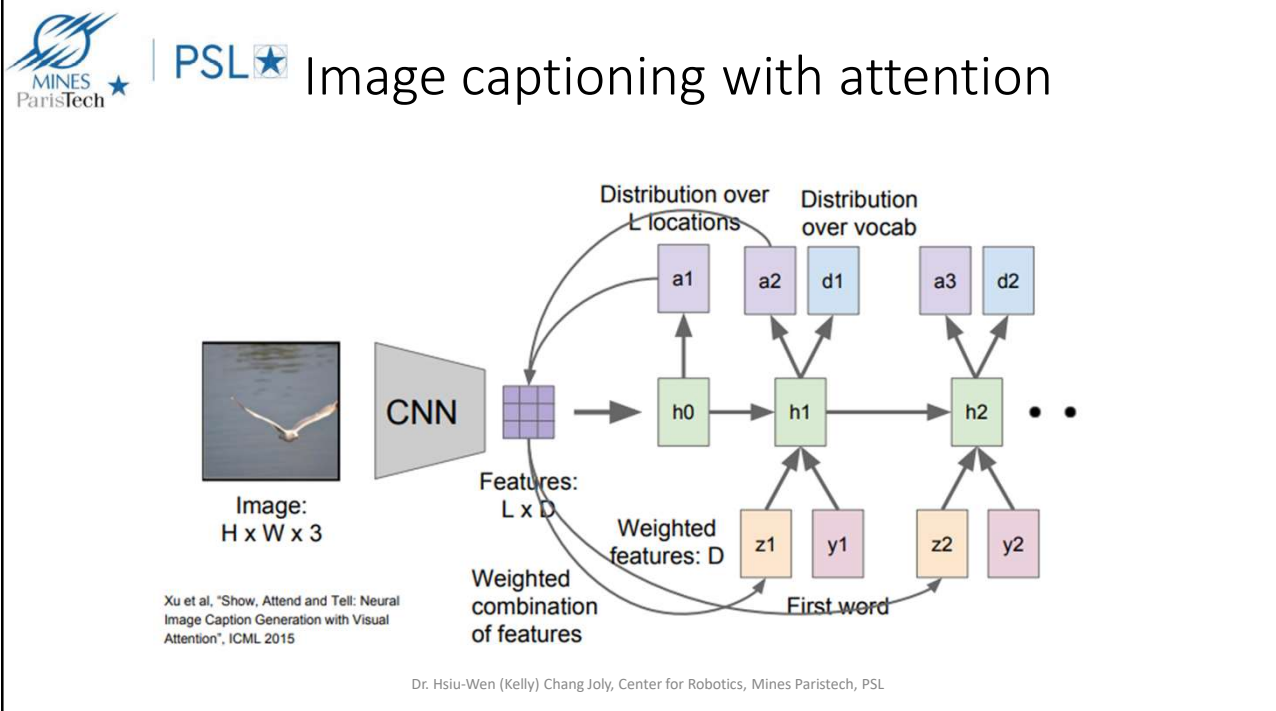 MINES
ParisTech
PSL
Image captioning with attention
Distribution over
L locations
Distribution
over vocab
a1
a2
d1
a3
d2
CNN
h0
h1
h2
Features:
L x D
Image:
H x W x 3
Weighted
features: D
z1
y1
z2
y2
Weighted
combination
of features
First word
Xu et al, “Show, Attend and Tell: Neural
Image Caption Generation with Visual
Attention”, ICML 2015
Dr. Hsiu-Wen (Kelly) Chang Joly, Center for Robotics, Mines Paristech, PSL